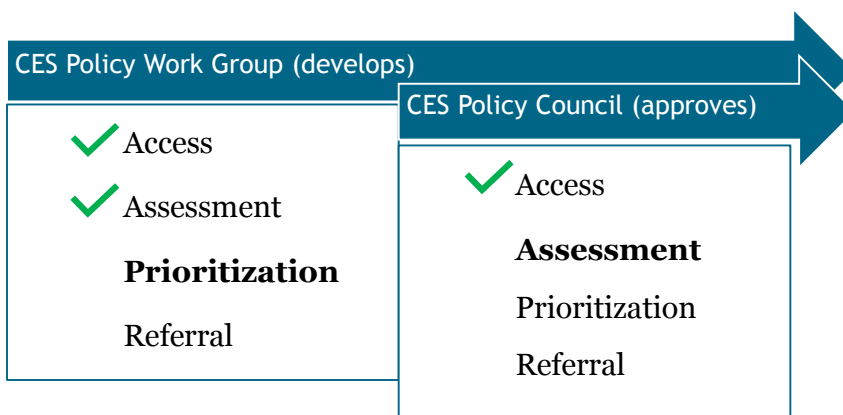 CES Policy Work Group (develops)
Access
Assessment
Prioritization
Referral
CES Policy Council (approves)
Access
Assessment
Prioritization
Referral